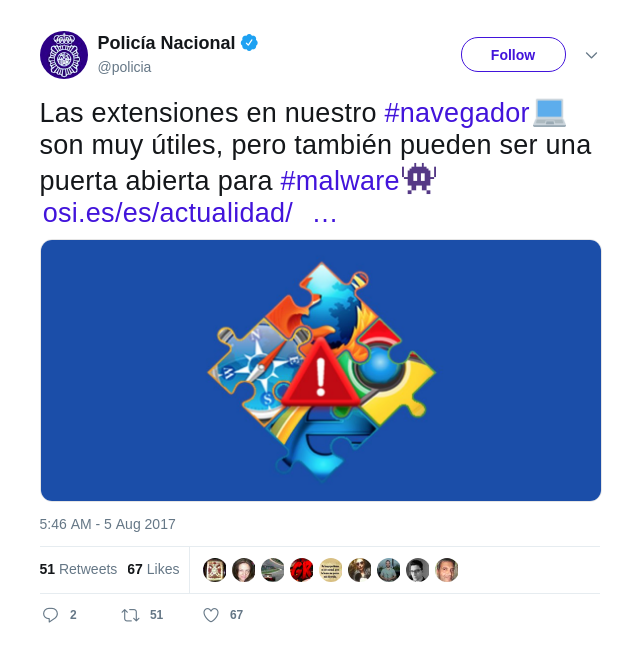 Policía Nacional
@policia
Follow
Las extensiones en nuestro #navegador
son muy útiles, pero también pueden ser una
puerta abierta para #malware
osi.es/es/actualidad/ …
N
W
E
5:46 AM - 5 Aug 2017
51 Retweets 67 Likes
2 51 67